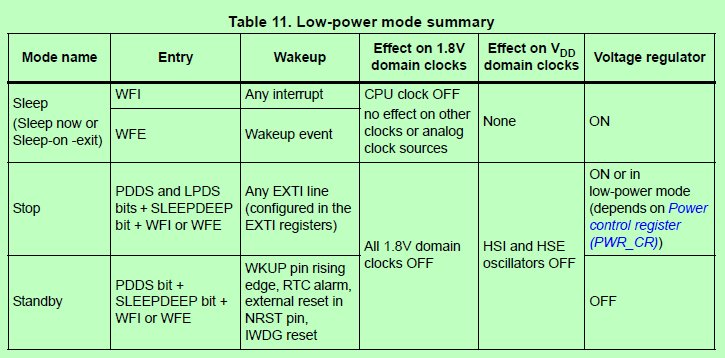 Table 11. Low-power mode summary
Mode name
Entry
Wakeup
Effect on 1.8V
domain clocks
Effect on VDD
domain clocks
Voltage regulator
Sleep
(Sleep now or
Sleep-on -exit)
WFI
Any interrupt
WFE
Wakeup event
CPU clock OFF
no effect on other
clocks or analog
clock sources
None
ON
Stop
PDDS and LPDS
bits + SLEEPDEEP
bit + WFI or WFE
Any EXTI line
(configured in the
EXTI registers)
All 1.8V domain
clocks OFF
HSI and HSE
oscillators OFF
ON or in
low-power mode
(depends on Power
control register
(PWR_CR))
Standby
PDDS bit +
SLEEPDEEP bit +
WFI or WFE
WKUP pin rising
edge, RTC alarm,
external reset in
NRST pin,
IWDG reset
OFF